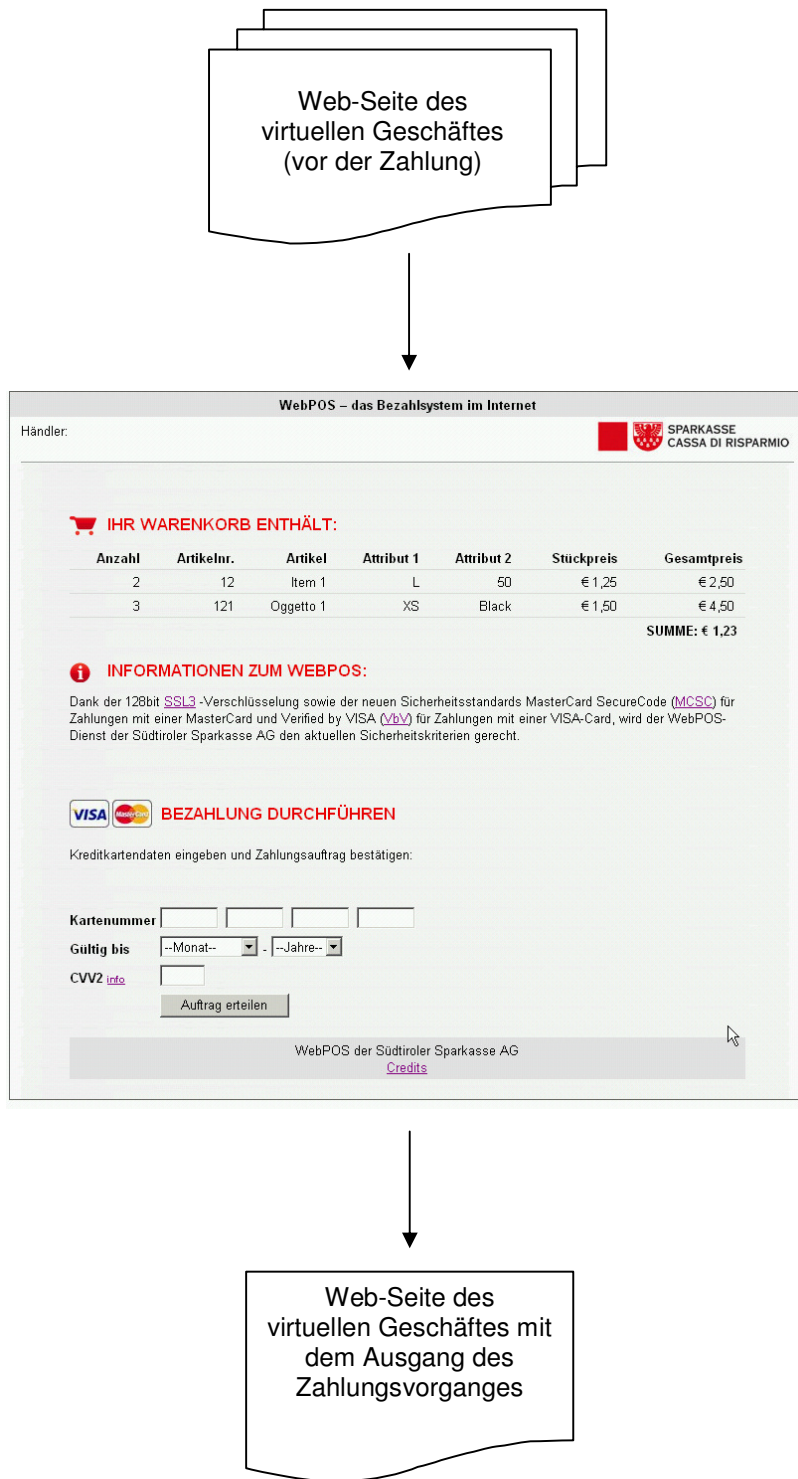 Web-Seite des
virtuellen Geschäftes
(vor der Zahlung)
WebPOS – das Bezahlsystem im Internet
Händler:
SPARKASSE
CASSA DI RISPARMIO
IHR WARENKORB ENTHÄLT:
Anzahl Artikelnr. Artikel Attribut 1 Attribut 2 Stückpreis Gesamtpreis
2 12 Item 1 L 50 € 1,25 € 2,50
3 121 Oggetto 1 XS Black € 1,50 € 4,50
SUMME: € 1,23
INFORMATIONEN ZUM WEBPOS:
Dank der 128bit SSL3 -Verschlüsselung sowie der neuen Sicherheitsstandards MasterCard SecureCode (MCSC) für
Zahlungen mit einer MasterCard und Verified by VISA (VbV) für Zahlungen mit einer VISA-Card, wird der WebPOS-
Dienst der Südtiroler Sparkasse AG den aktuellen Sicherheitskriterien gerecht.
VISA MasterCard BEZAHLUNG DURCHFÜHREN
Kreditkartendaten eingeben und Zahlungsauftrag bestätigen:
Kartenummer
Gültig bis --Monat-- - --Jahre--
CVV2 info
Auftrag erteilen
WebPOS der Südtiroler Sparkasse AG
Credits
Web-Seite des
virtuellen Geschäftes mit
dem Ausgang des
Zahlungsvorganges